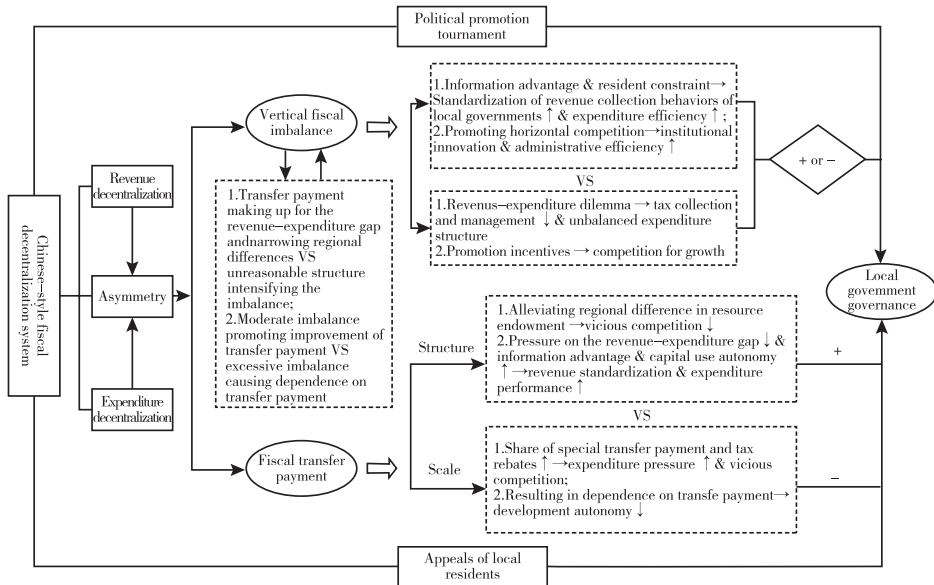 Political promotion
tournament
1.Information advantage & resident constraint→
Standardization of revenue collection behaviors of
local governments ↑ & expenditure efficiency ↑ ;
2.Promoting horizontal competition→institutional
innovation & administrative efficiency ↑
Vertical fiscal
imbalance
+ or −
VS
Revenue
decentralization
1.Transfer payment
making up for the
revenue−expenditure gap
andnarrowing regional
differences VS
unreasonable structure
intensifying the
imbalance;
2.Moderate imbalance
promoting improvement of
transfer payment VS
excessive imbalance
causing dependence on
transfer payment
1.Revenus−expenditure dilemma → tax collection
and management ↓ & unbalanced expenditure
structure
2.Promotion incentives → competition for growth
Chinese−style fiscal
decentralization system
Asymmetry
Local
government
governance
Structure
1.Alleviating regional difference in resource
endowment →vicious competition ↓
2.Pressure on the revenue−expenditure gap ↓ &
information advantage & capital use autonomy
↑ →revenue standardization & expenditure
performance ↑
+
Expenditure
decentralization
VS
Fiscal transfer
payment
Scale
1.Share of special transfer payment and tax
rebates ↑ →expenditure pressure ↑ & vicious
competition;
2.Resulting in dependence on transfe payment→
development autonomy ↓
−
Appeals of local
residents